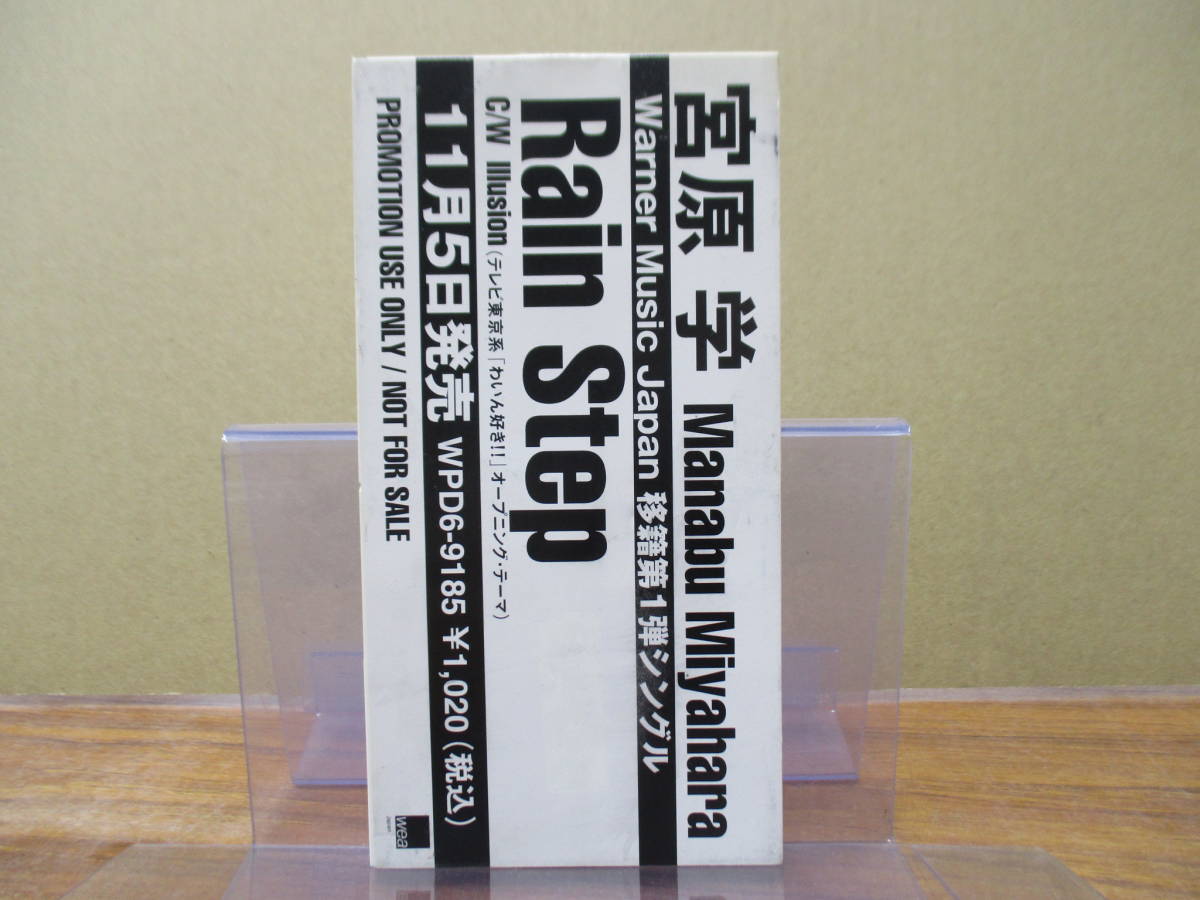 宮原 学 Manabu Miyahara
Warner Music Japan 移籍第1弾シングル
Rain Step
C/W Illusion (テレビ東京系「わいん好き!!」オープニング・テーマ)
11月5日発売 WPD6-9185 ¥1,020(税込)
PROMOTION USE ONLY / NOT FOR SALE
wea
JAPAN